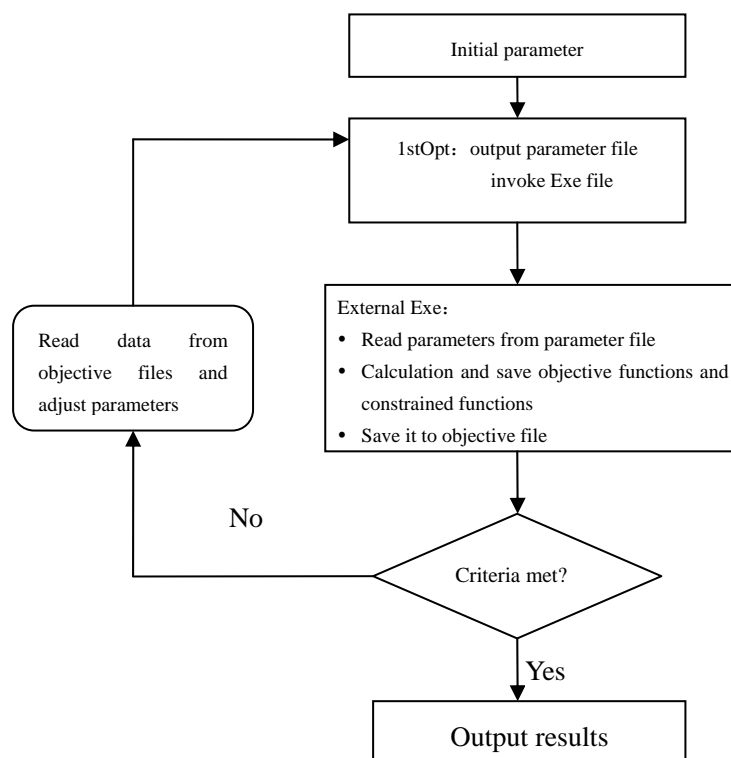 Initial parameter
1stOpt：output parameter file
invoke Exe file
External Exe：
• Read parameters from parameter file
• Calculation and save objective functions and
constrained functions
• Save it to objective file
Read data from
objective files and
adjust parameters
No
Criteria met?
Yes
Output results